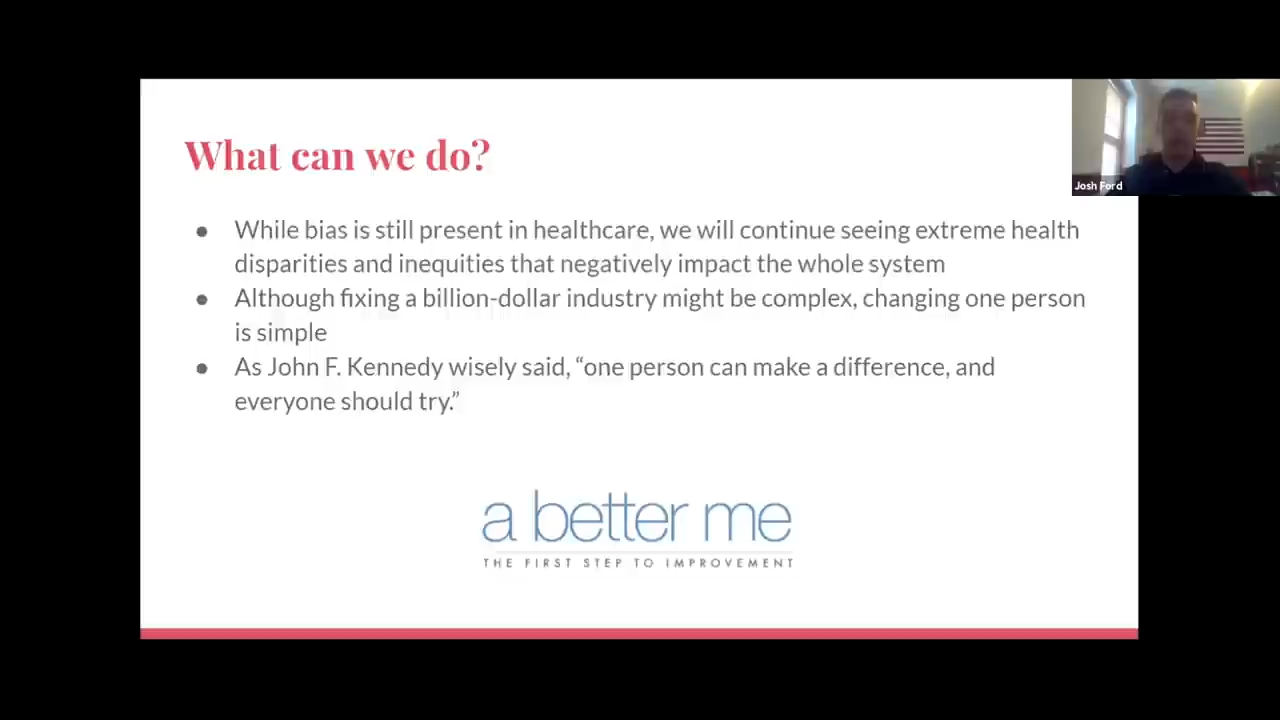 What can we do?
Josh Ford
● While bias is still present in healthcare, we will continue seeing extreme health
disparities and inequities that negatively impact the whole system
● Although fixing a billion-dollar industry might be complex, changing one person
is simple
● As John F. Kennedy wisely said, “one person can make a difference, and
everyone should try.”
a better me
THE FIRST STEP TO IMPROVEMENT